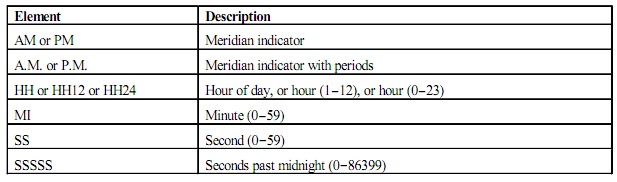 Element Description
AM or PM Meridian indicator
A.M. or P.M. Meridian indicator with periods
HH or HH12 or HH24 Hour of day, or hour (1−12), or hour (0−23)
MI Minute (0−59)
SS Second (0−59)
SSSSS Seconds past midnight (0−86399)